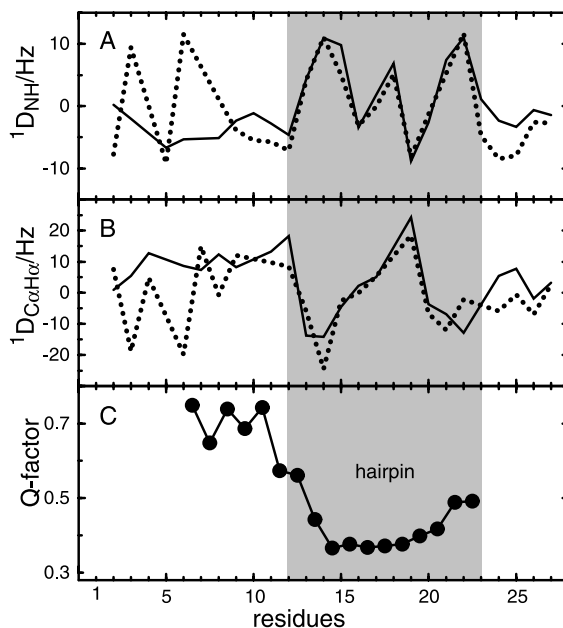 A
¹D_NH/Hz
10
0
-10
B
¹D_CαHα/Hz
20
10
0
-10
-20
C
Q-factor
0.7
0.5
0.3
hairpin
1 5 10 15 20 25
residues